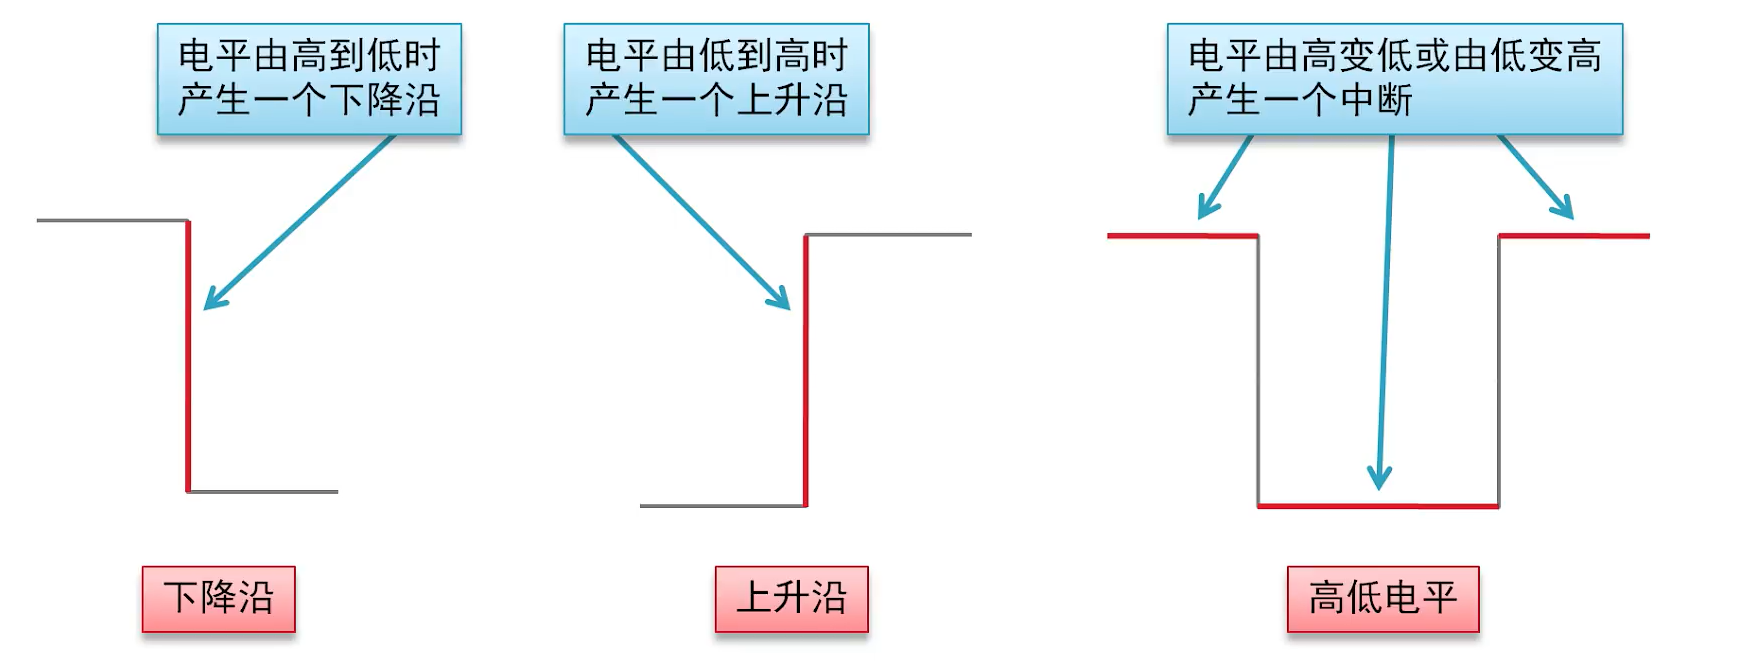 电平由高到低时
产生一个下降沿
电平由低到高时
产生一个上升沿
电平由高变低或由低变高
产生一个中断
下降沿
上升沿
高低电平